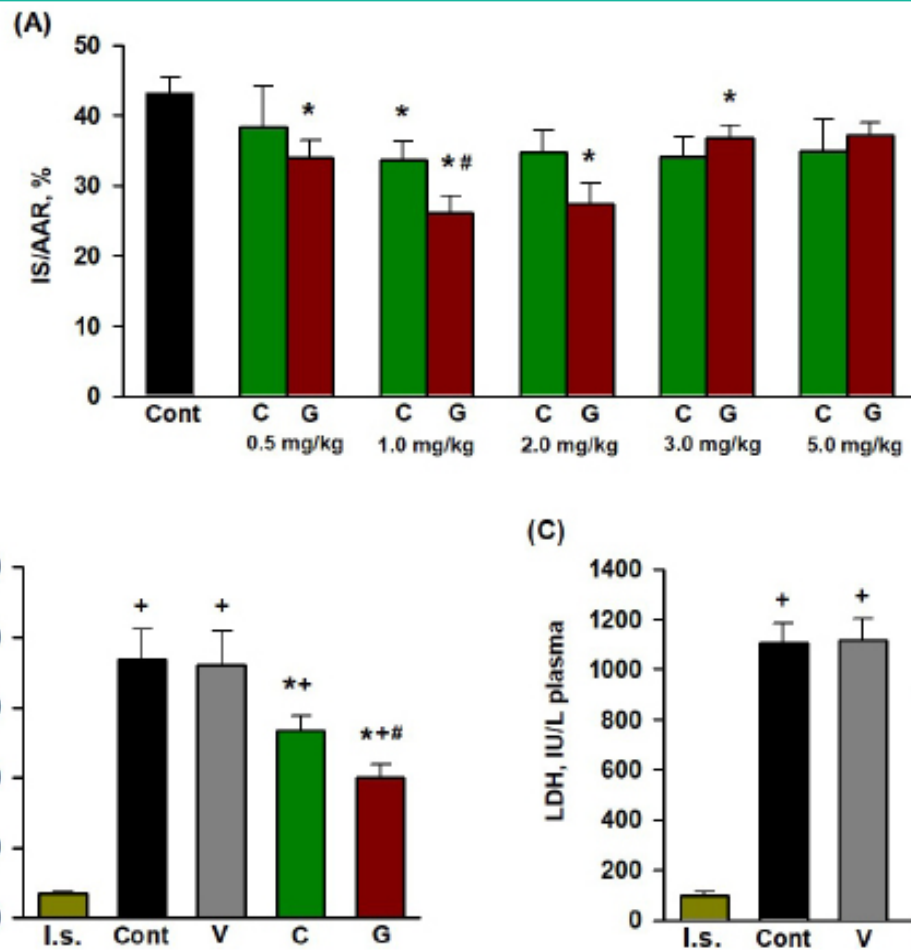 (A)
50
40
30
20
10
0
IS/AAR, %
*
*
*#
*
*
Cont
C G C G C G C G C G
0.5 mg/kg 1.0 mg/kg 2.0 mg/kg 3.0 mg/kg 5.0 mg/kg
+ + *+ *+#
I.s. Cont V C G
(C)
1400
1200
1000
800
600
400
200
0
LDH, IU/L plasma
+ +
I.s. Cont V